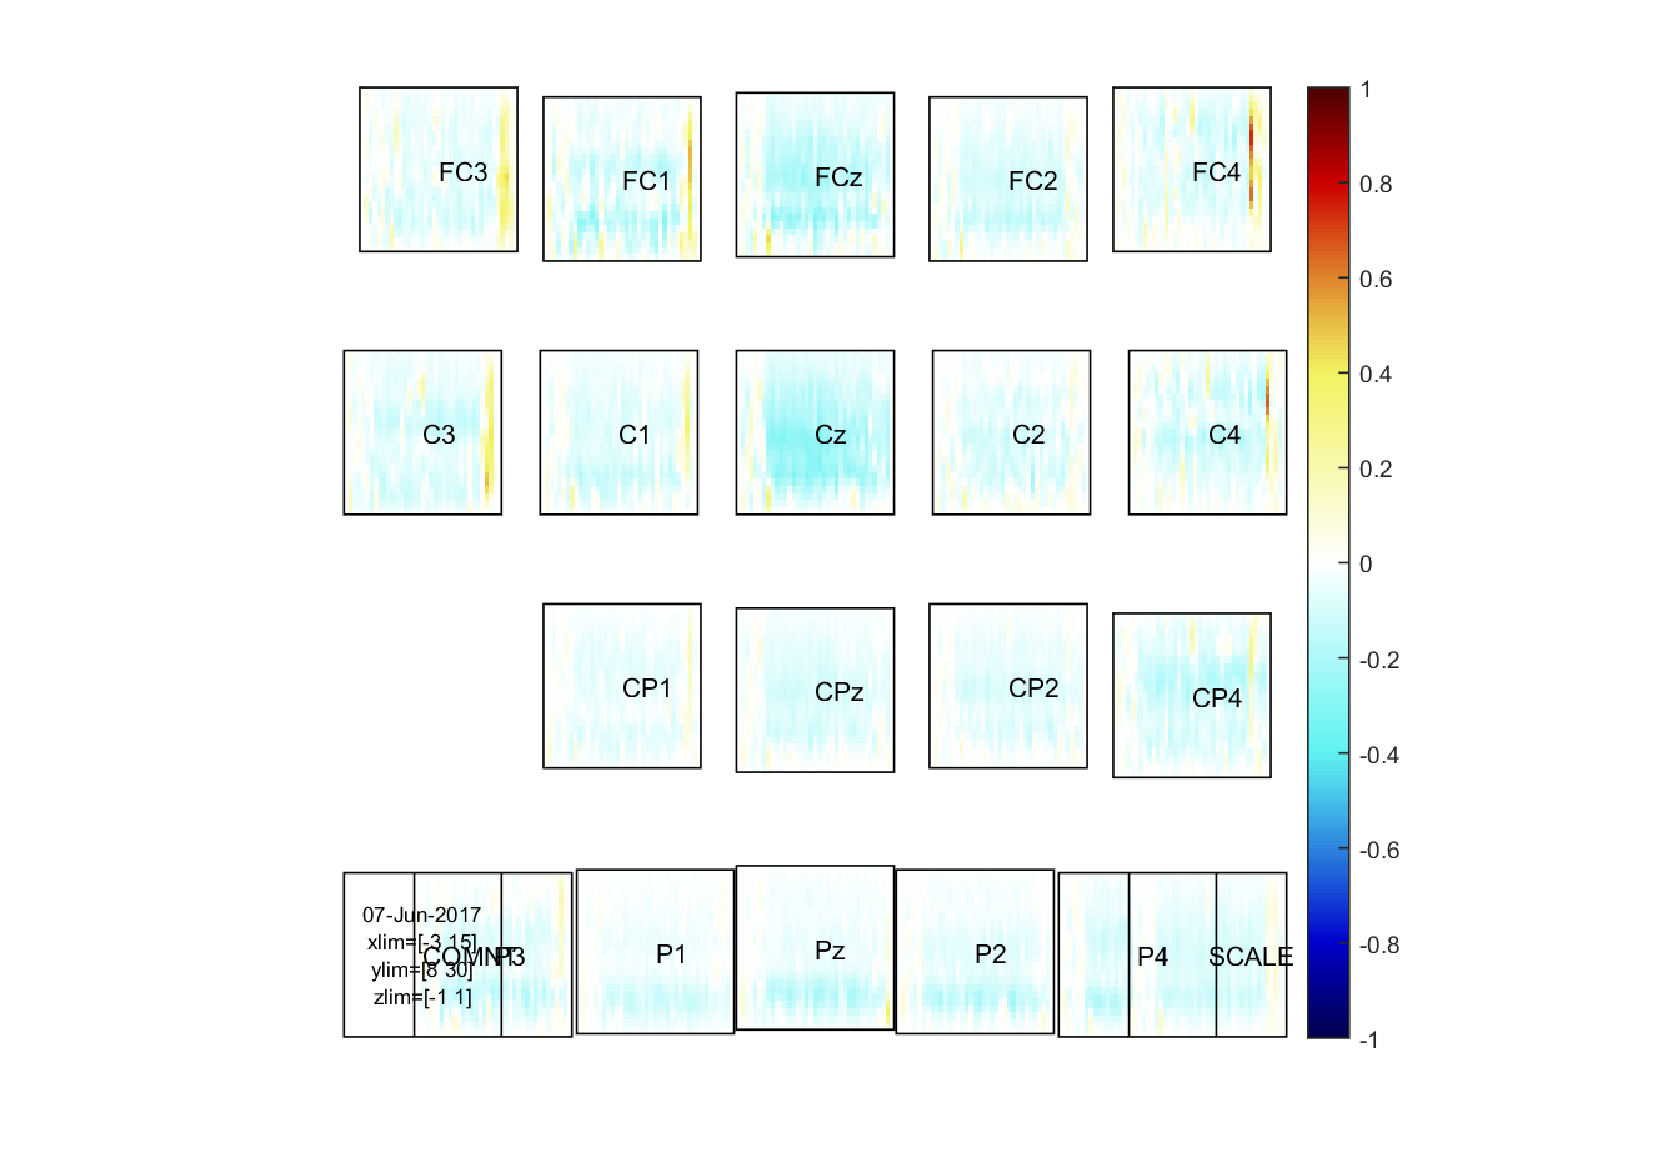 FC3 FC1 FCz FC2 FC4
C3 C1 Cz C2 C4
CP1 CPz CP2 CP4
07-Jun-2017
xlim=[-3 15]
ylim=[8 30]
zlim=[-1 1]
COMNT P3 P1 Pz P2 P4 SCALE
1
0.8
0.6
0.4
0.2
0
-0.2
-0.4
-0.6
-0.8
-1